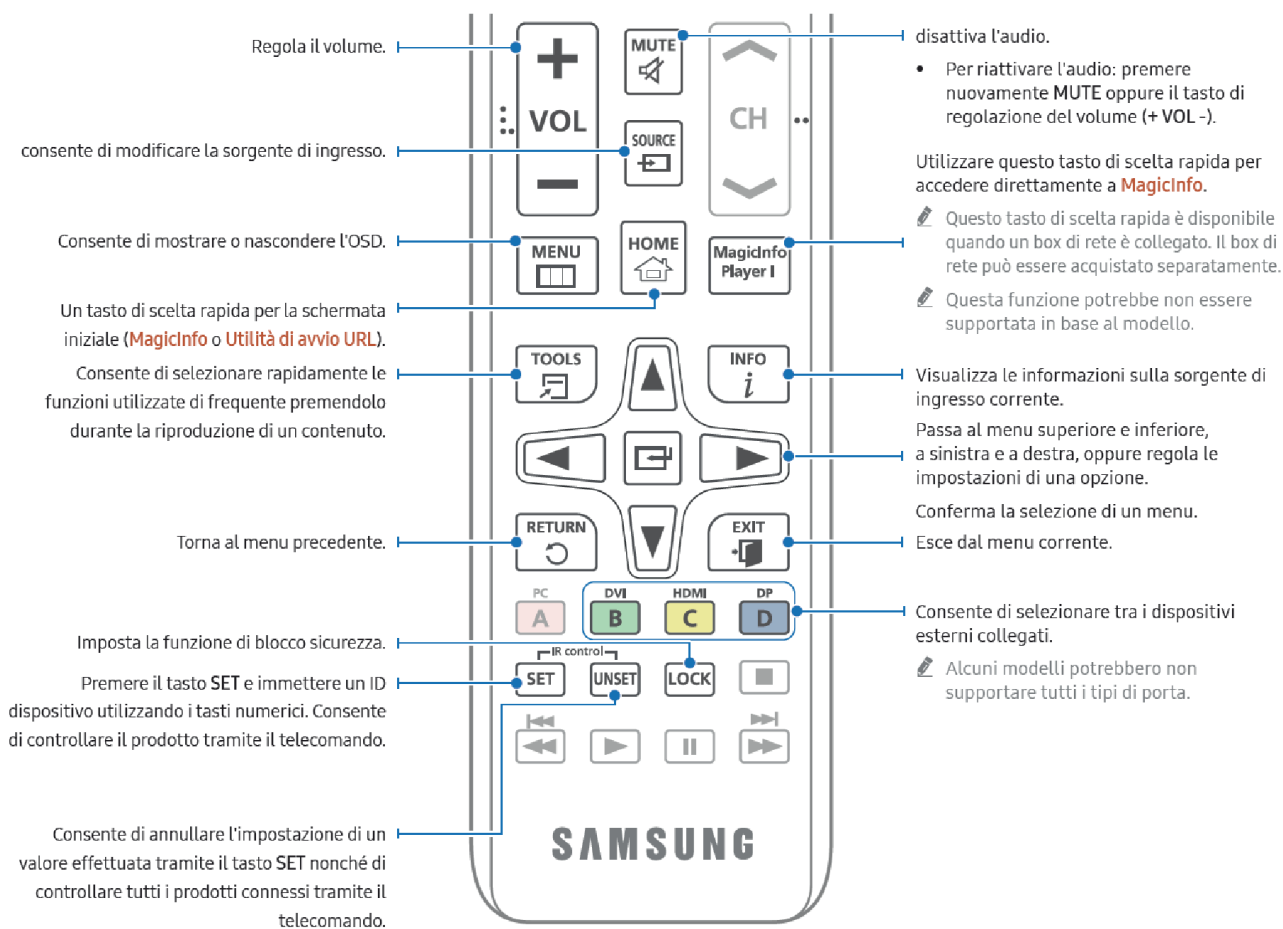 Regola il volume.
consente di modificare la sorgente di ingresso.
Consente di mostrare o nascondere l'OSD.
Un tasto di scelta rapida per la schermata
iniziale (MagicInfo o Utilità di avvio URL).
Consente di selezionare rapidamente le
funzioni utilizzate di frequente premendolo
durante la riproduzione di un contenuto.
Torna al menu precedente.
Imposta la funzione di blocco sicurezza.
Premere il tasto SET e immettere un ID
dispositivo utilizzando i tasti numerici. Consente
di controllare il prodotto tramite il telecomando.
Consente di annullare l'impostazione di un
valore effettuata tramite il tasto SET nonché di
controllare tutti i prodotti connessi tramite il
telecomando.
VOL
MUTE
SOURCE
CH
MENU
HOME
MagicInfo
Player I
TOOLS
INFO
i
RETURN
EXIT
PC
DVI
HDMI
DP
A
B
C
D
IR control
SET
UNSET
LOCK
SAMSUNG
disattiva l'audio.
• Per riattivare l'audio: premere
nuovamente MUTE oppure il tasto di
regolazione del volume (+ VOL -).
Utilizzare questo tasto di scelta rapida per
accedere direttamente a MagicInfo.
Questo tasto di scelta rapida è disponibile
quando un box di rete è collegato. Il box di
rete può essere acquistato separatamente.
Questa funzione potrebbe non essere
supportata in base al modello.
Visualizza le informazioni sulla sorgente di
ingresso corrente.
Passa al menu superiore e inferiore,
a sinistra e a destra, oppure regola le
impostazioni di una opzione.
Conferma la selezione di un menu.
Esce dal menu corrente.
Consente di selezionare tra i dispositivi
esterni collegati.
Alcuni modelli potrebbero non
supportare tutti i tipi di porta.